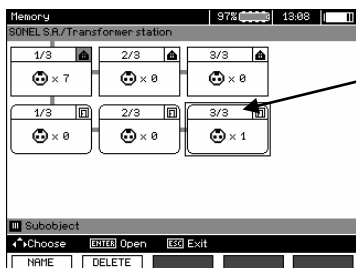 Memory 97% 13:08
SONEL S.A./Transformer station
1/3 2/3 3/3
× 7 × 0 × 0
1/3 2/3 3/3
× 0 × 0 × 1
Subobject
Choose ENTER Open ESC Exit
NAME DELETE